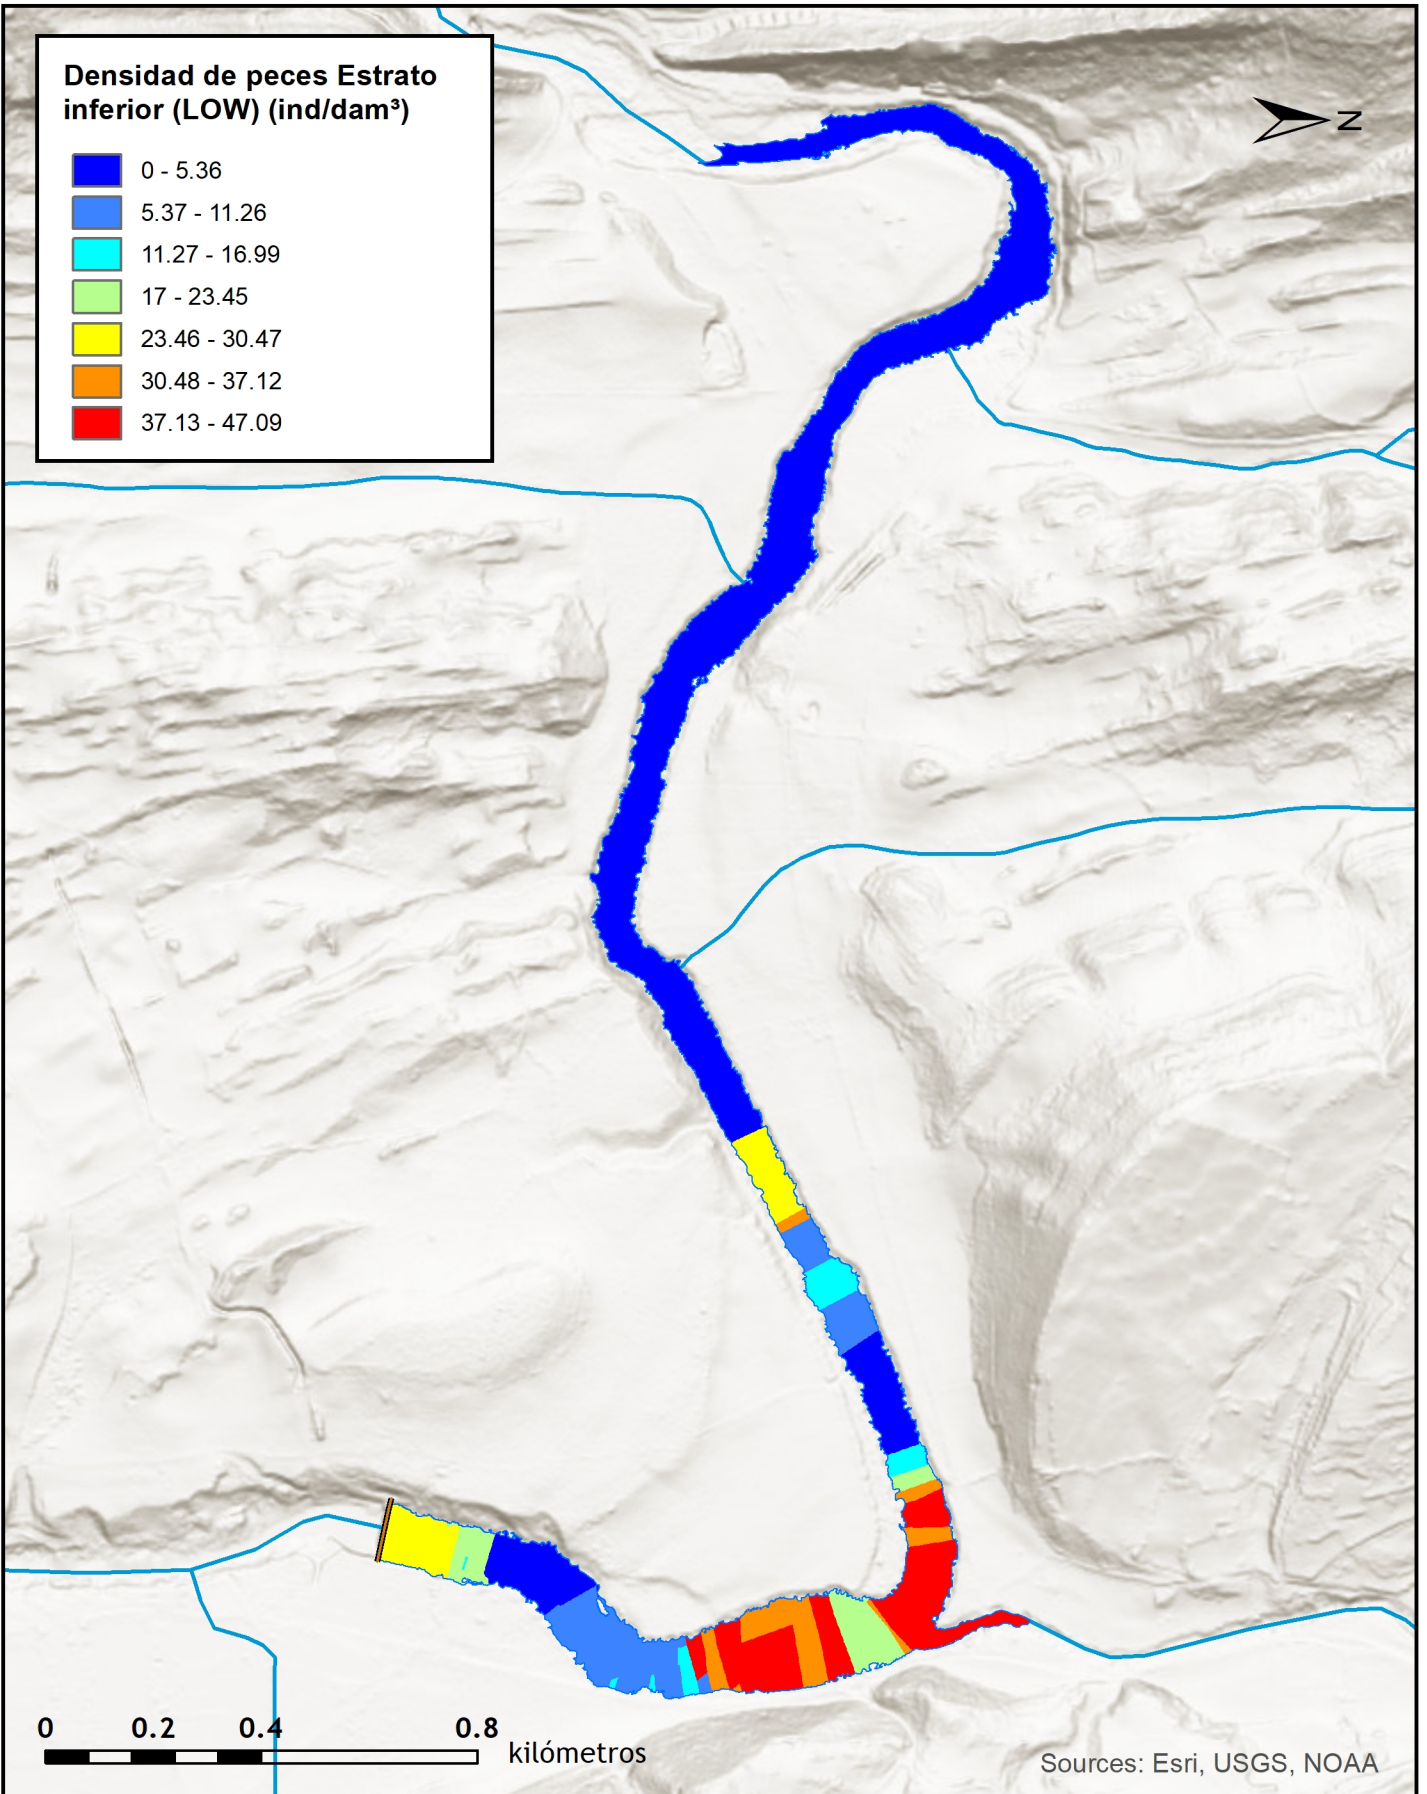 Densidad de peces Estrato
inferior (LOW) (ind/dam³)
0 - 5.36
5.37 - 11.26
11.27 - 16.99
17 - 23.45
23.46 - 30.47
30.48 - 37.12
37.13 - 47.09
N
0 0.2 0.4 0.8
kilómetros
Sources: Esri, USGS, NOAA